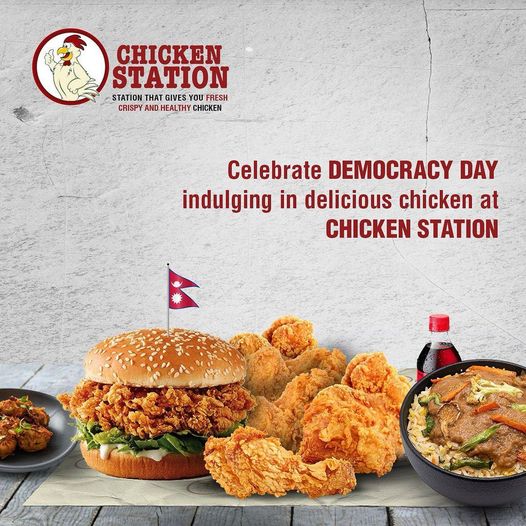 CHICKEN
STATION
STATION THAT GIVES YOU FRESH
CRISPY AND HEALTHY CHICKEN
Celebrate DEMOCRACY DAY
indulging in delicious chicken at
CHICKEN STATION